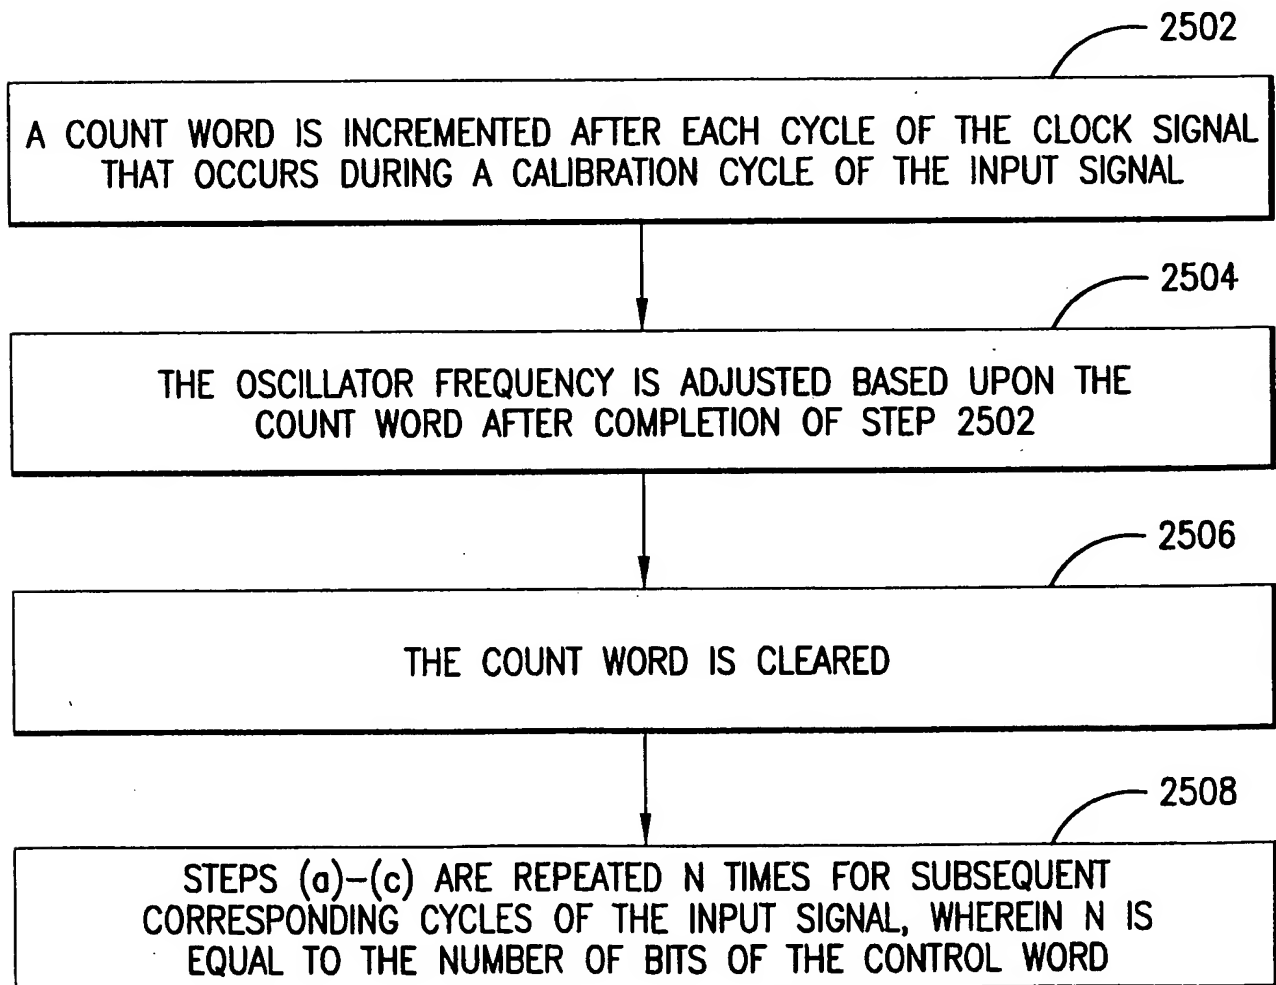 2502
A COUNT WORD IS INCREMENTED AFTER EACH CYCLE OF THE CLOCK SIGNAL
THAT OCCURS DURING A CALIBRATION CYCLE OF THE INPUT SIGNAL
2504
THE OSCILLATOR FREQUENCY IS ADJUSTED BASED UPON THE
COUNT WORD AFTER COMPLETION OF STEP 2502
2506
THE COUNT WORD IS CLEARED
2508
STEPS (a)–(c) ARE REPEATED N TIMES FOR SUBSEQUENT
CORRESPONDING CYCLES OF THE INPUT SIGNAL, WHEREIN N IS
EQUAL TO THE NUMBER OF BITS OF THE CONTROL WORD